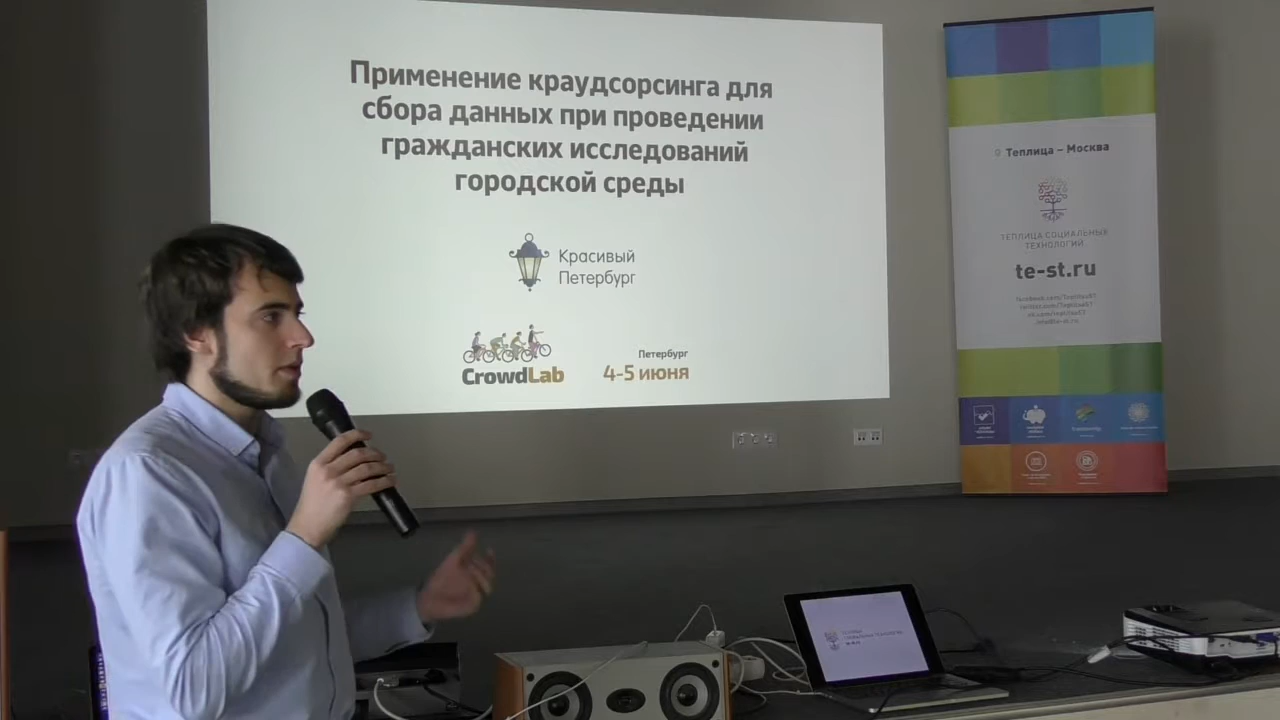 Применение краудсорсинга для
сбора данных при проведении
гражданских исследований
городской среды
Красивый
Петербург
CrowdLab
Петербург
4-5 июня
Теплица – Москва
ТЕПЛИЦА СОЦИАЛЬНЫХ
ТЕХНОЛОГИЙ
te-st.ru